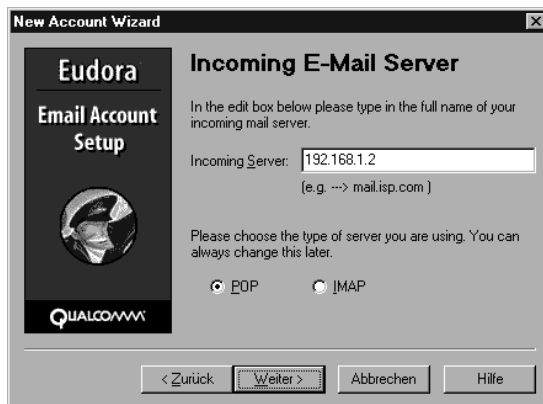 New Account Wizard
Eudora
Email Account
Setup
QUALCOMM
Incoming E-Mail Server
In the edit box below please type in the full name of your
incoming mail server.
Incoming Server: 192.168.1.2
(e.g. ---> mail.isp.com )
Please choose the type of server you are using. You can
always change this later.
POP IMAP
< Zurück Weiter > Abbrechen Hilfe